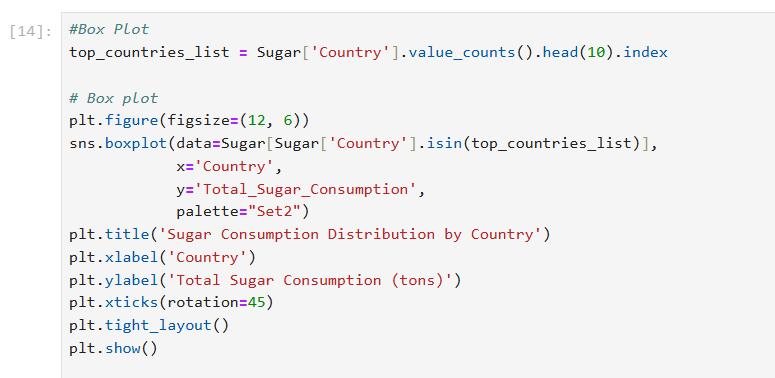 [14]: #Box Plot
top_countries_list = Sugar['Country'].value_counts().head(10).index

# Box plot
plt.figure(figsize=(12, 6))
sns.boxplot(data=Sugar[Sugar['Country'].isin(top_countries_list)],
            x='Country',
            y='Total_Sugar_Consumption',
            palette="Set2")
plt.title('Sugar Consumption Distribution by Country')
plt.xlabel('Country')
plt.ylabel('Total Sugar Consumption (tons)')
plt.xticks(rotation=45)
plt.tight_layout()
plt.show()